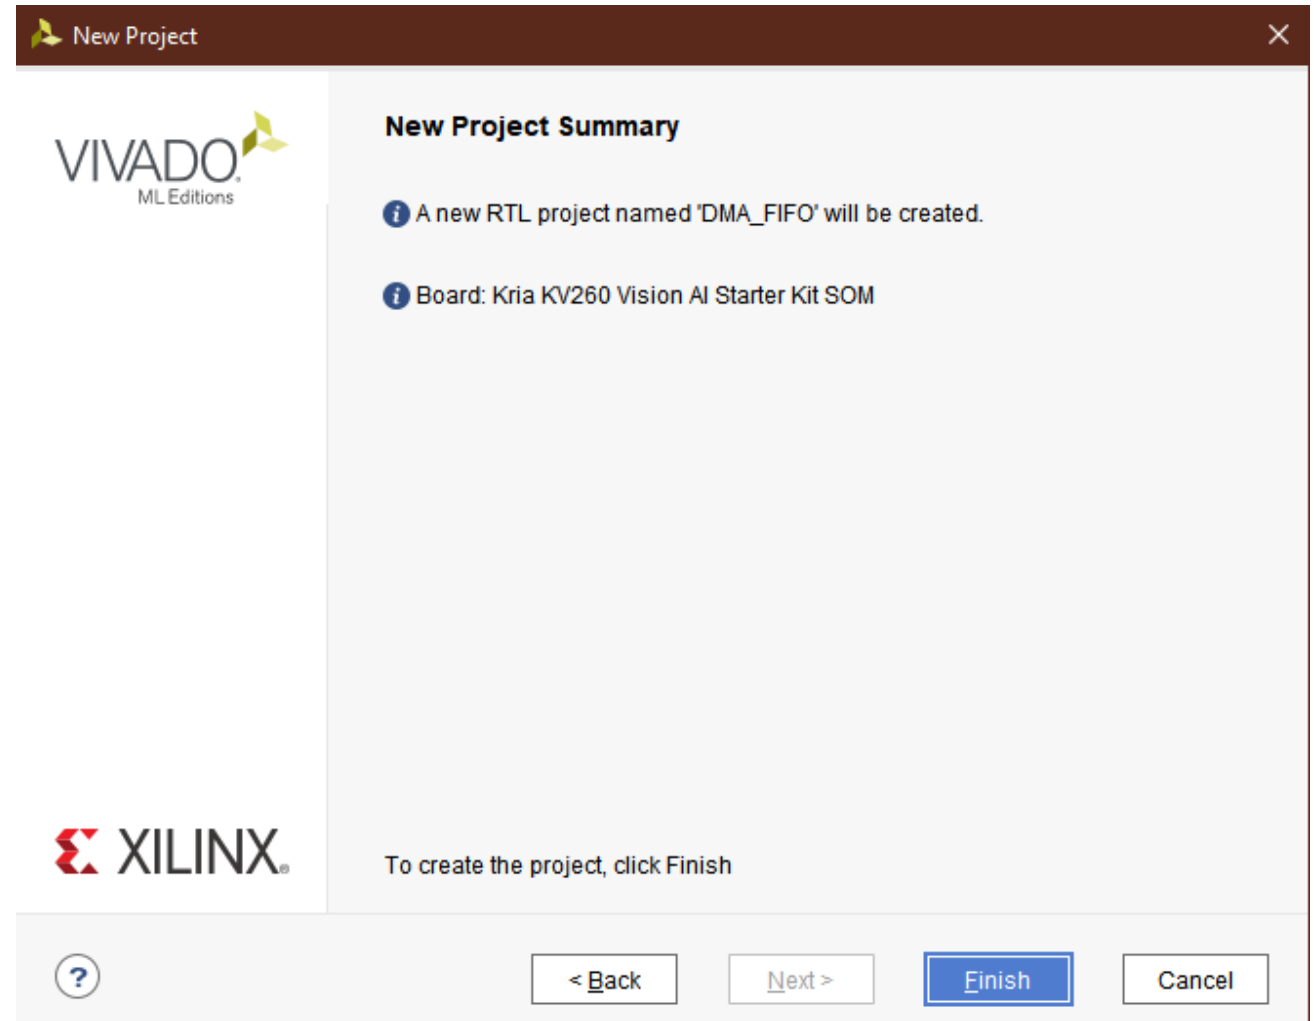 New Project
VIVADO.
ML Editions
New Project Summary
A new RTL project named 'DMA_FIFO' will be created.
Board: Kria KV260 Vision AI Starter Kit SOM
XILINX®
To create the project, click Finish
?
< Back
Next >
Finish
Cancel